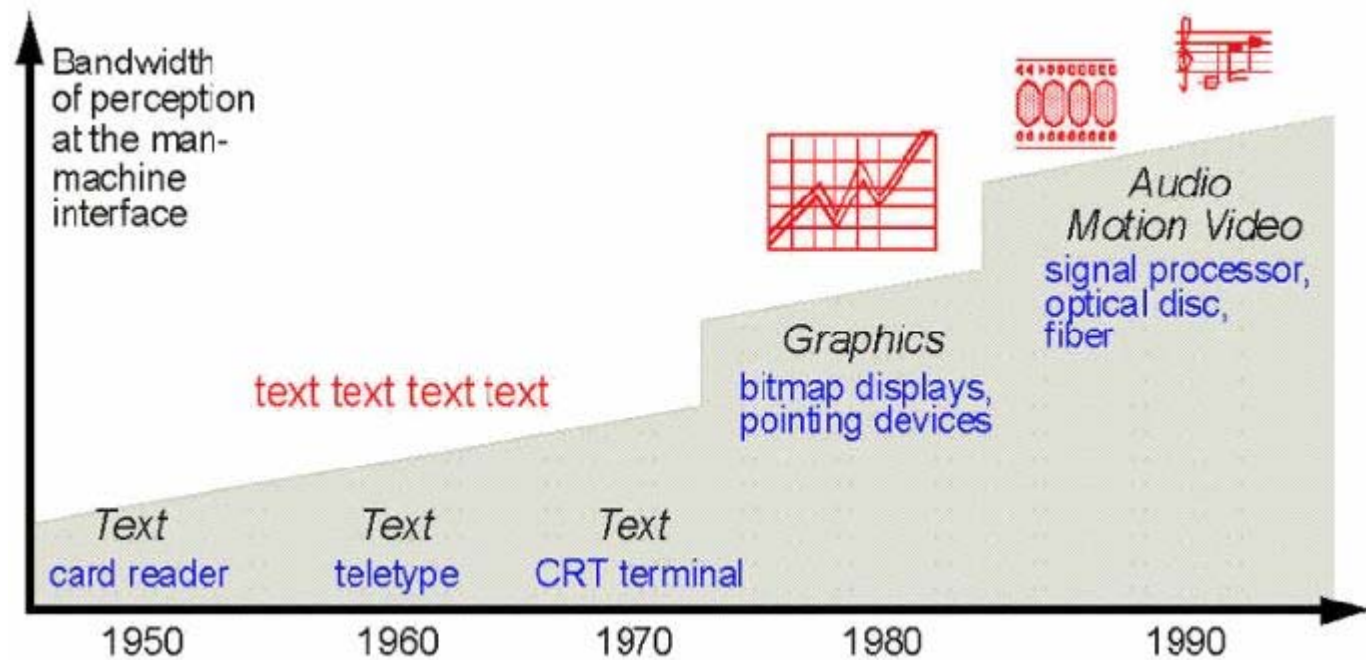 Bandwidth
of perception
at the man-
machine
interface
text text text text
Text
card reader
Text
teletype
Text
CRT terminal
Graphics
bitmap displays,
pointing devices
Audio
Motion Video
signal processor,
optical disc,
fiber
1950
1960
1970
1980
1990